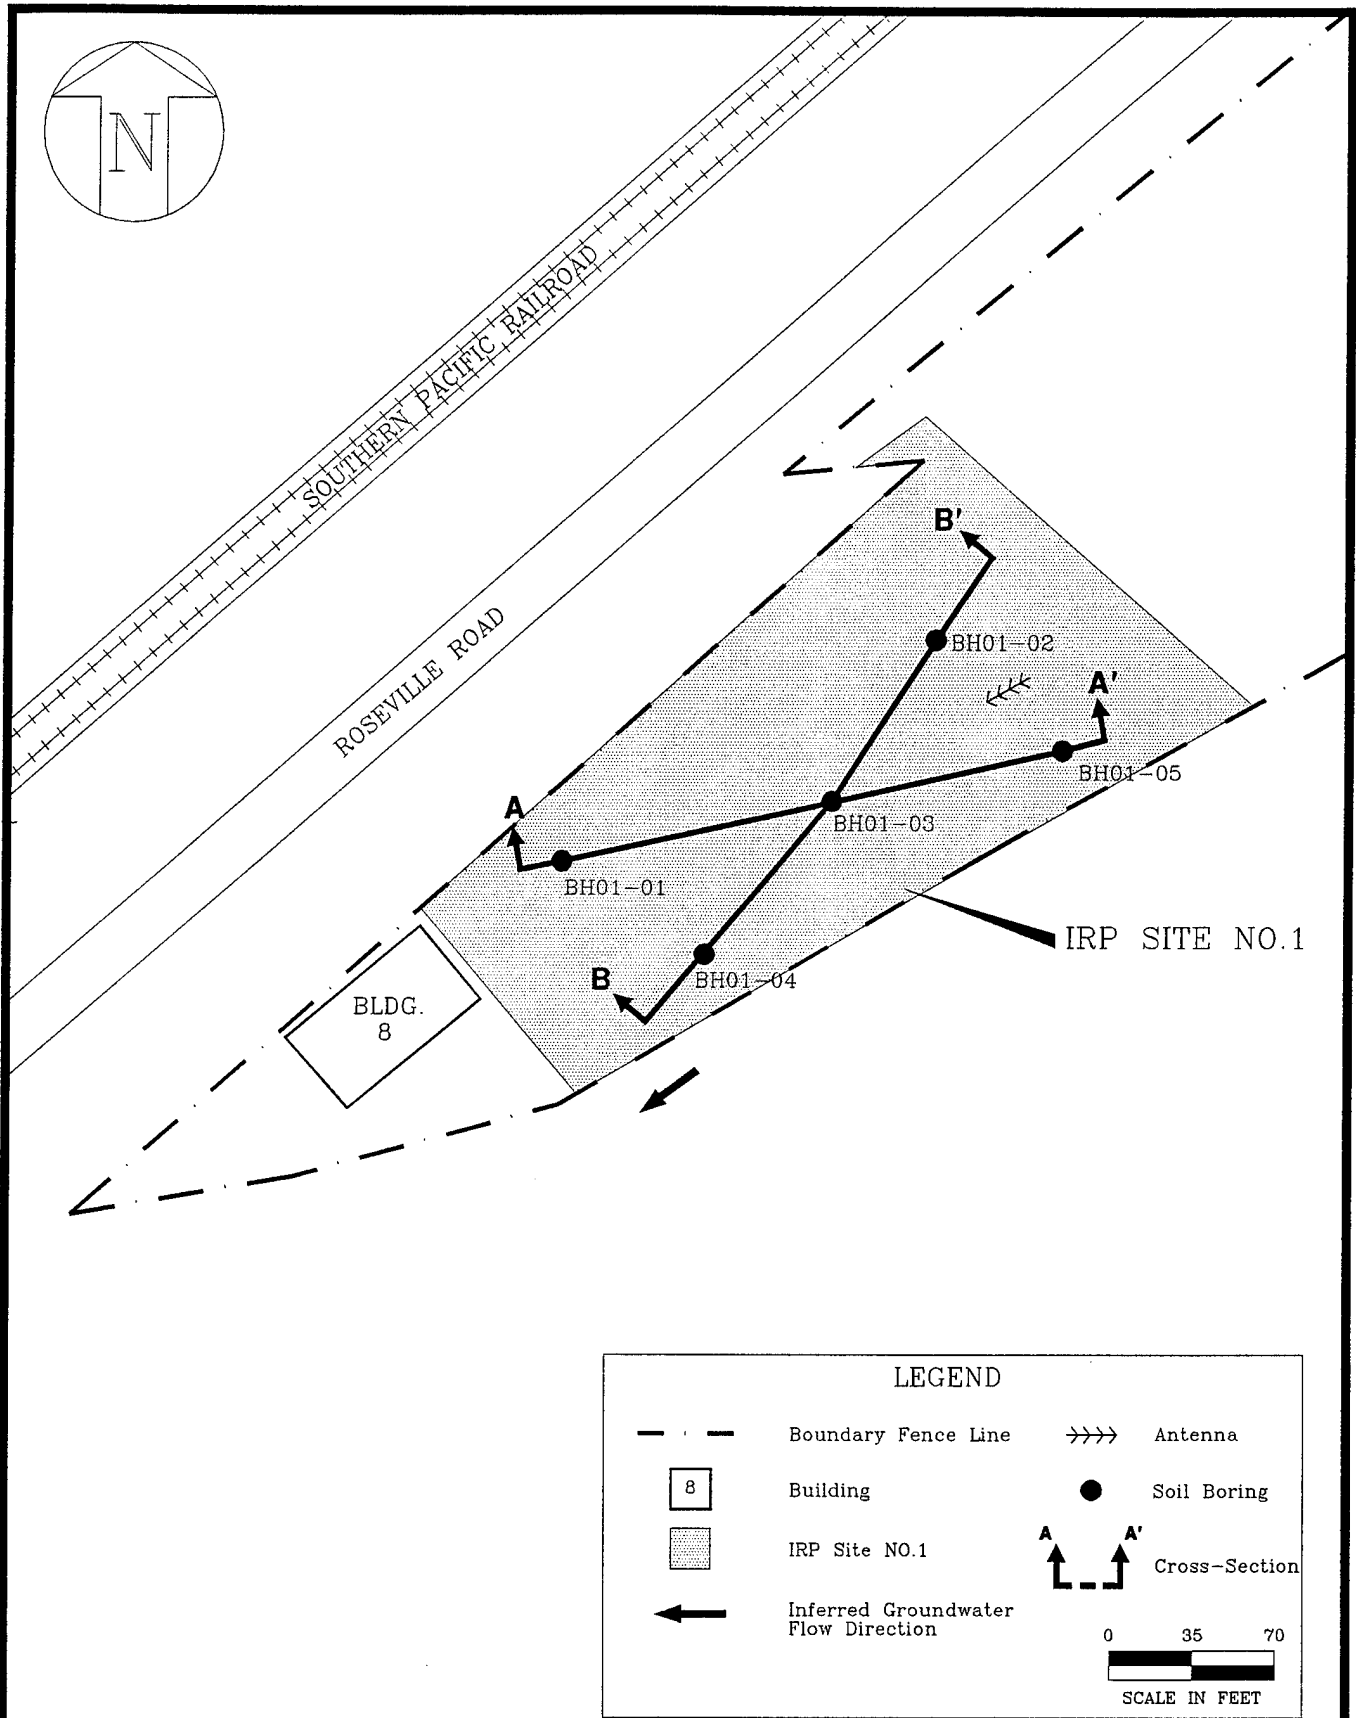 N
SOUTHERN PACIFIC RAILROAD
ROSEVILLE ROAD
B'
BH01-02
A'
BH01-05
A
BH01-03
BH01-01
IRP SITE NO.1
B
BH01-04
BLDG.
8
LEGEND
Boundary Fence Line
Antenna
8
Building
Soil Boring
IRP Site NO.1
A
A'
Cross-Section
Inferred Groundwater
Flow Direction
0 35 70
SCALE IN FEET